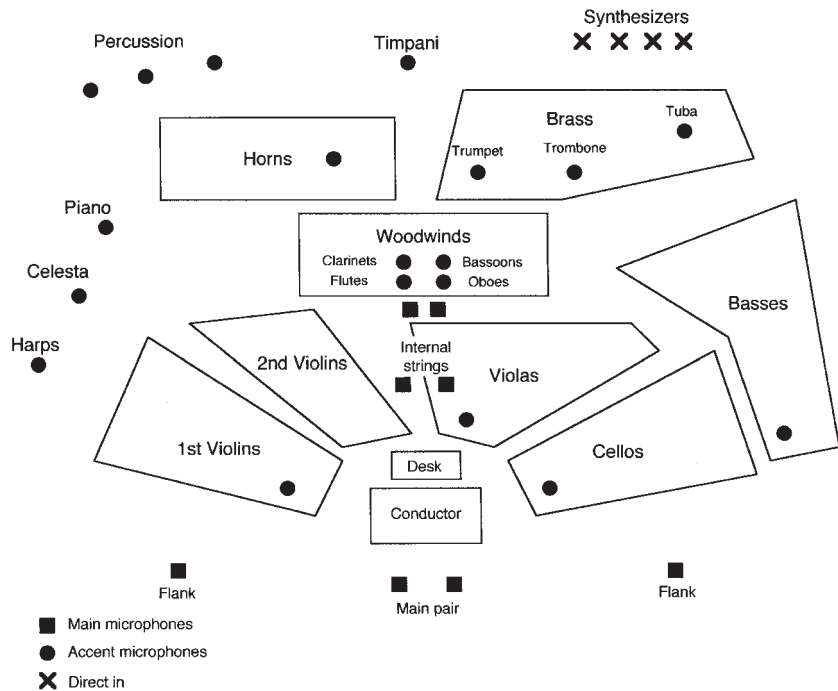 Synthesizers
Percussion
Timpani
Brass
Tuba
Horns
Trumpet
Trombone
Piano
Woodwinds
Clarinets
Bassoons
Flutes
Oboes
Celesta
Basses
Harps
2nd Violins
Internal
strings
Violas
1st Violins
Cellos
Desk
Conductor
Flank
Main pair
Flank
Main microphones
Accent microphones
Direct in